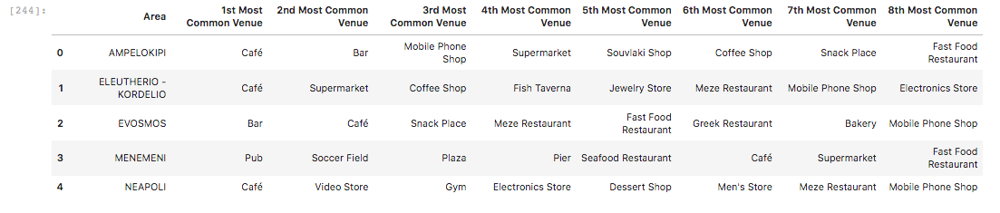 [244]:
Area 1st Most Common Venue 2nd Most Common Venue 3rd Most Common Venue 4th Most Common Venue 5th Most Common Venue 6th Most Common Venue 7th Most Common Venue 8th Most Common Venue
0 AMPELOKIPI Café Bar Mobile Phone Shop Supermarket Souvlaki Shop Coffee Shop Snack Place Fast Food Restaurant
1 ELEUTHERIO - KORDELIO Café Supermarket Coffee Shop Fish Taverna Jewelry Store Meze Restaurant Mobile Phone Shop Electronics Store
2 EVOSMOS Bar Café Snack Place Meze Restaurant Fast Food Restaurant Greek Restaurant Bakery Mobile Phone Shop
3 MENEMENI Pub Soccer Field Plaza Pier Seafood Restaurant Café Supermarket Fast Food Restaurant
4 NEAPOLI Café Video Store Gym Electronics Store Dessert Shop Men's Store Meze Restaurant Mobile Phone Shop